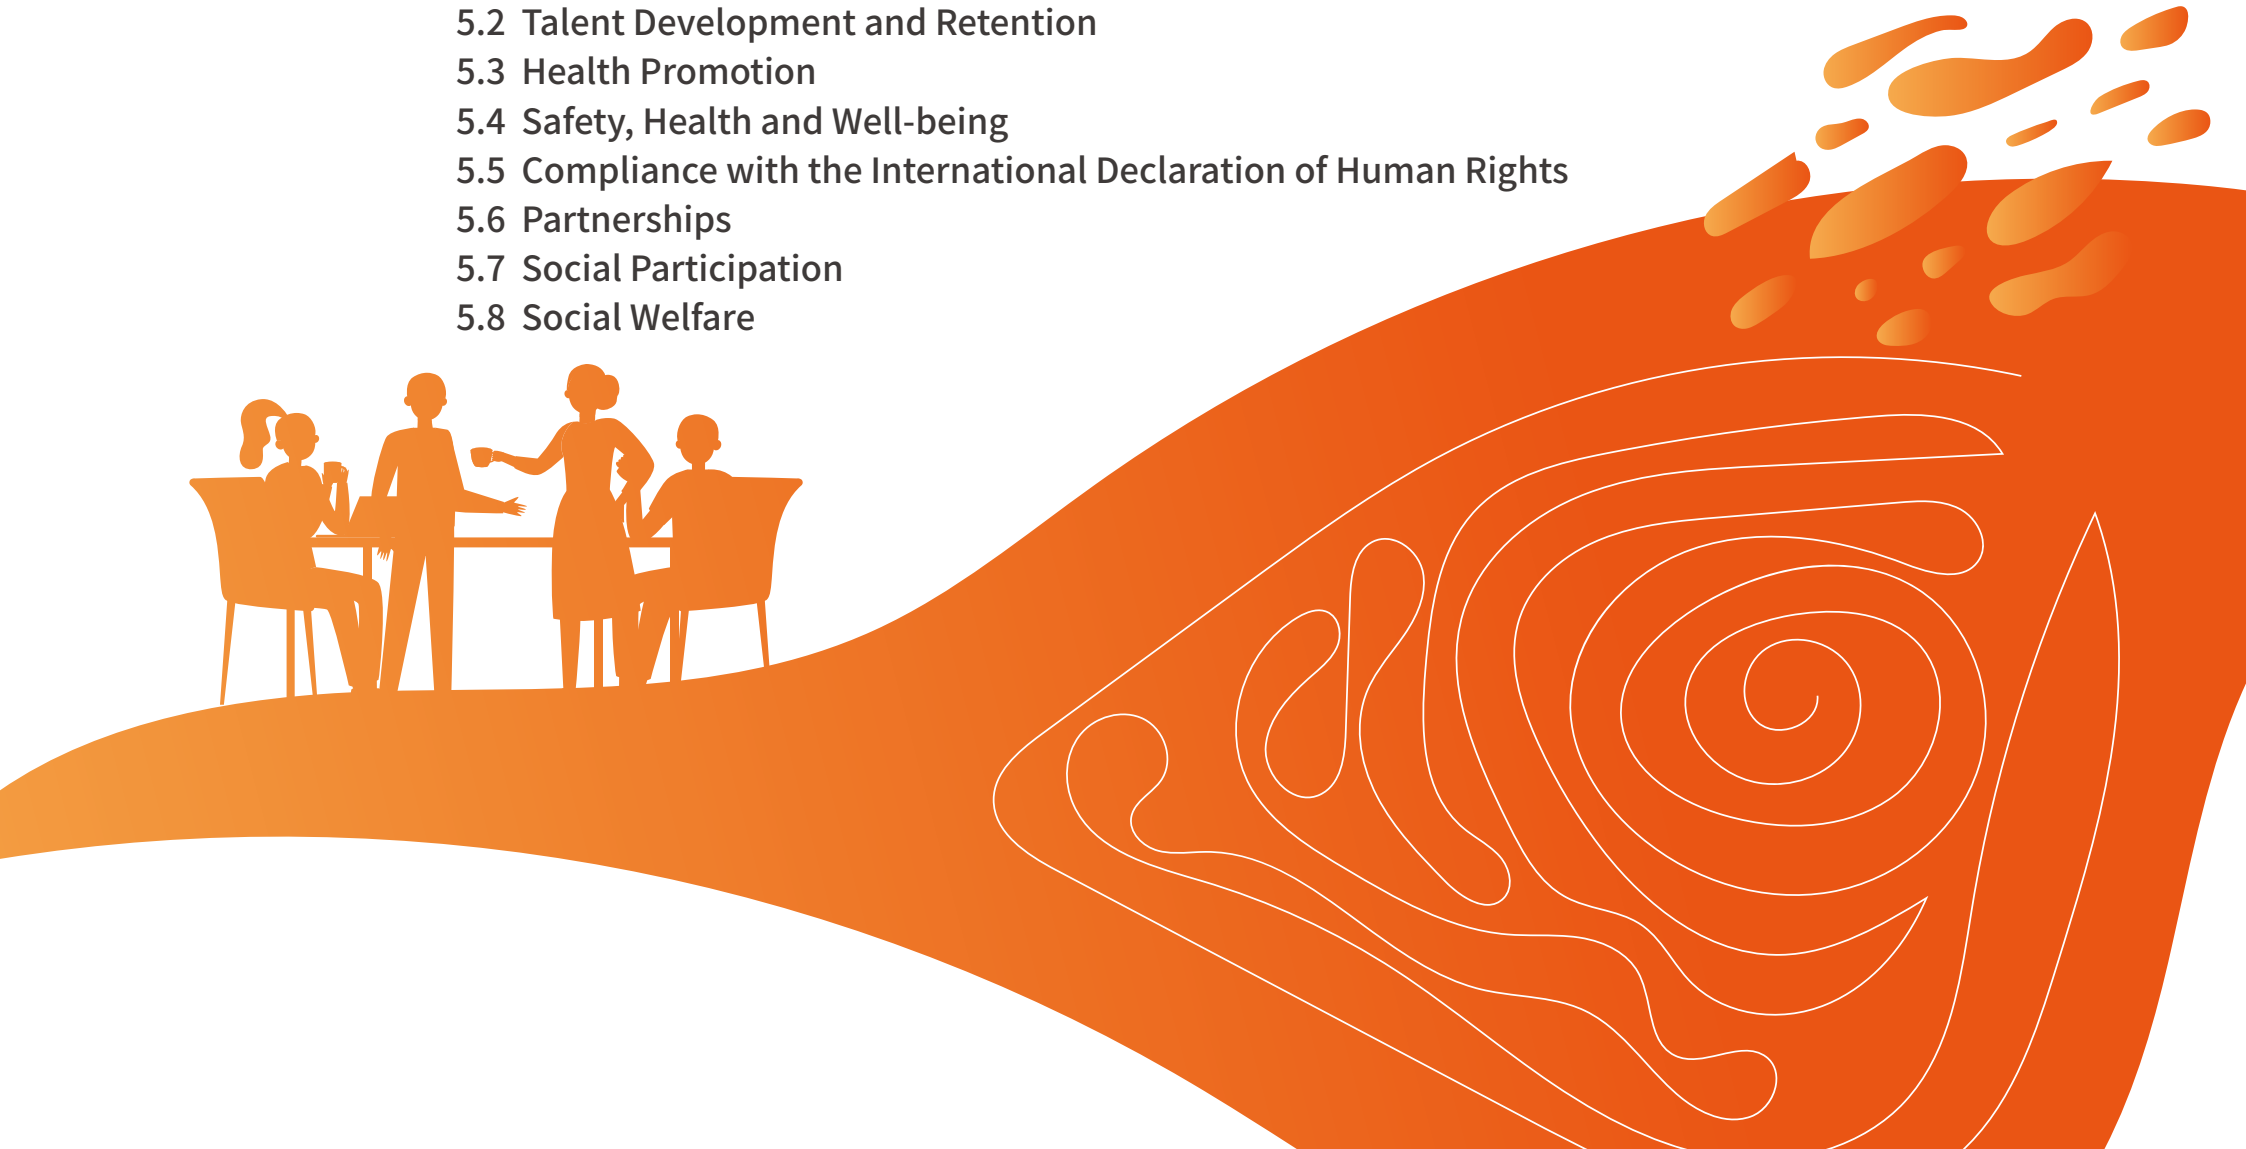 5.2 Talent Development and Retention
5.3 Health Promotion
5.4 Safety, Health and Well-being
5.5 Compliance with the International Declaration of Human Rights
5.6 Partnerships
5.7 Social Participation
5.8 Social Welfare